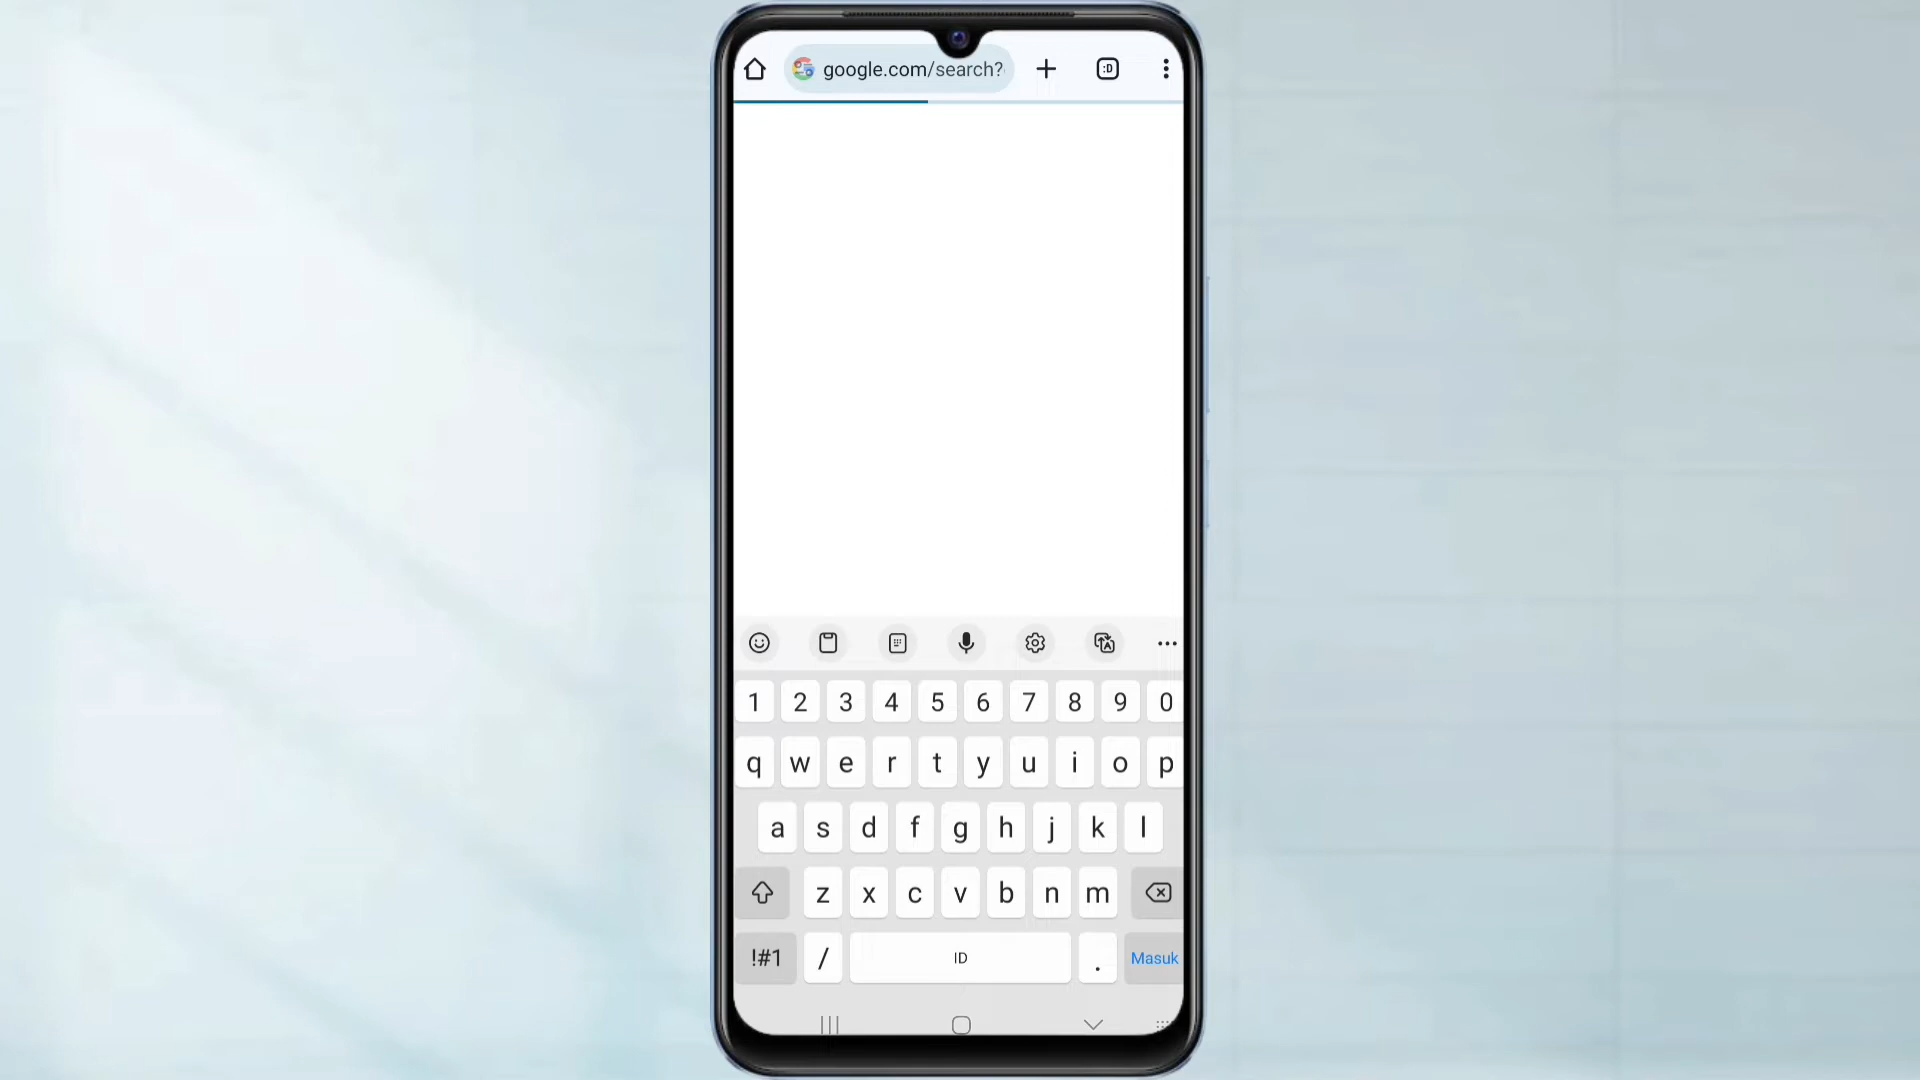 google.com/search?
:D
1 2 3 4 5 6 7 8 9 0
q w e r t y u i o p
a s d f g h j k l
z x c v b n m
!#1 / ID . Masuk